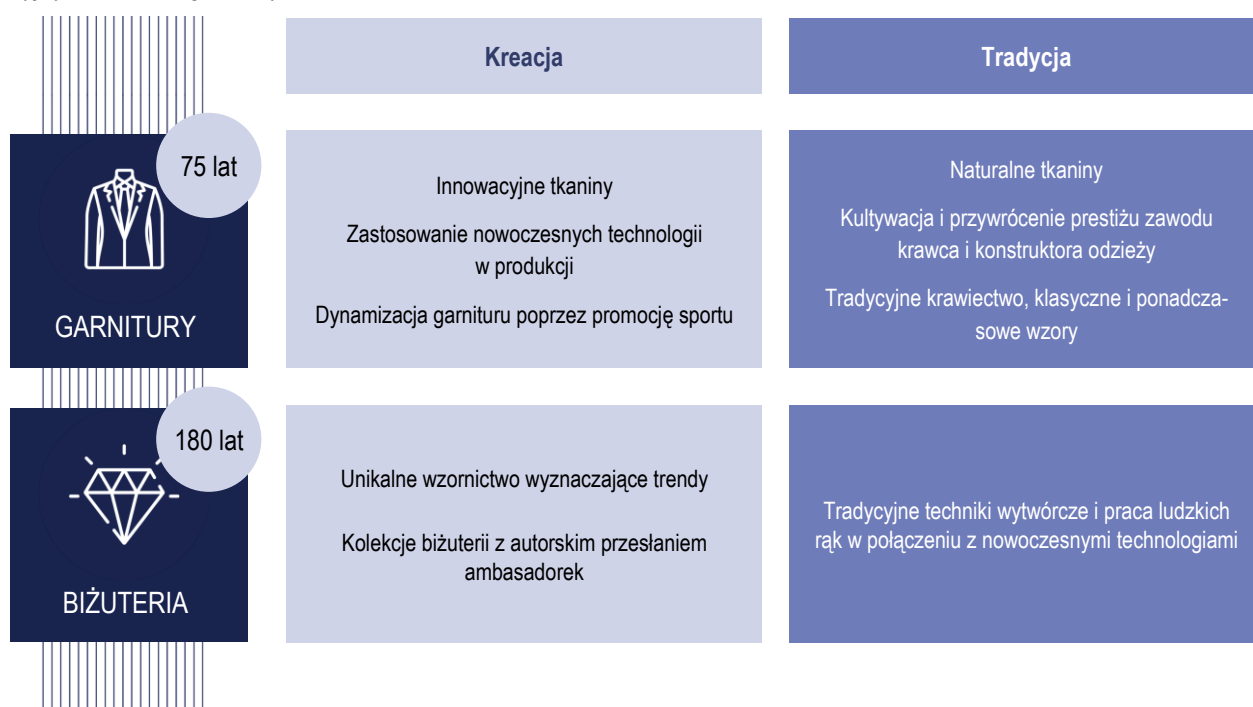 Kreacja
Tradycja
75 lat
GARNITURY
Innowacyjne tkaniny
Zastosowanie nowoczesnych technologii
w produkcji
Dynamizacja garnituru poprzez promocję sportu
Naturalne tkaniny
Kultywacja i przywrócenie prestiżu zawodu
krawca i konstruktora odzieży
Tradycyjne krawiectwo, klasyczne i ponadcza-
sowe wzory
180 lat
BIŻUTERIA
Unikalne wzornictwo wyznaczające trendy
Kolekcje biżuterii z autorskim przesłaniem
ambasadorek
Tradycyjne techniki wytwórcze i praca ludzkich
rąk w połączeniu z nowoczesnymi technologiami